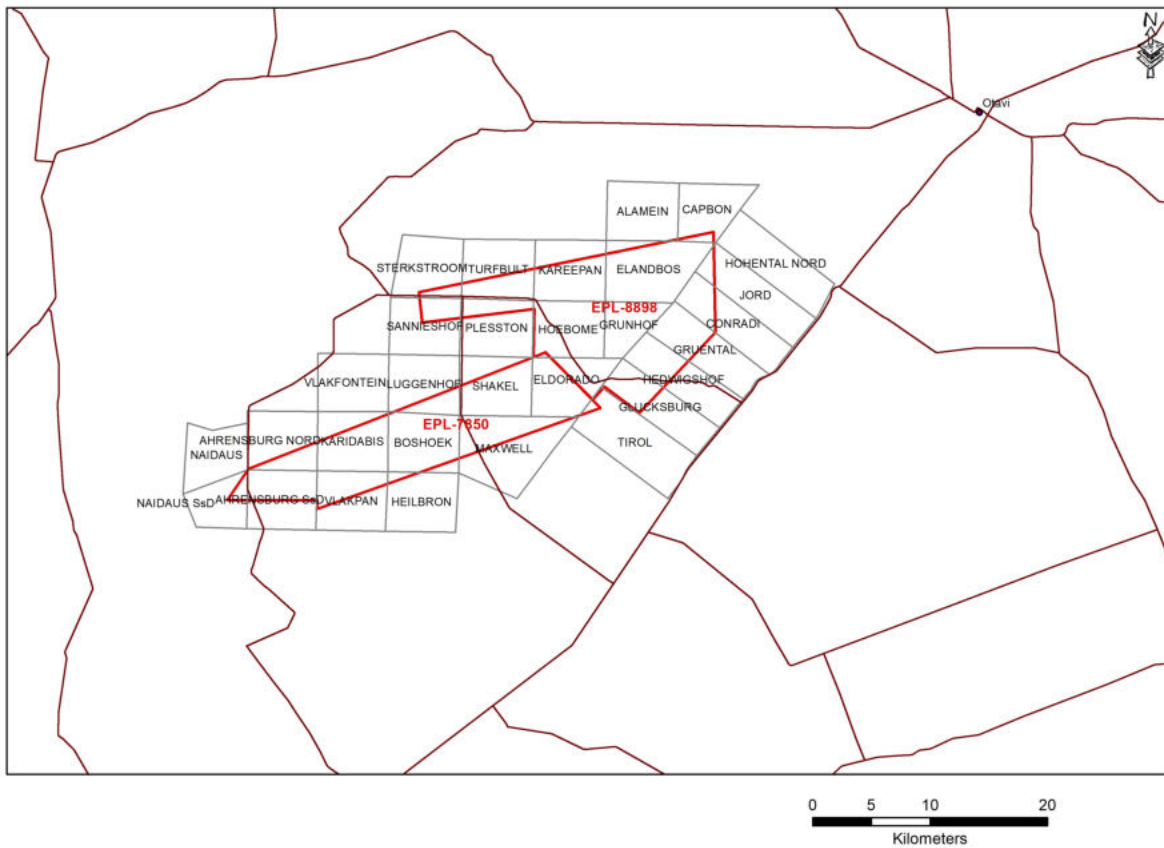 N
Otavi
ALAMEIN
CAPBON
STERKSTROOM
TURFBULT
KAREEPAN
ELANDBOS
HOHENTAL NORD
JORD
EPL-8898
SANNIESHOF
PLESSTON
HOEBOME
GRUNHOF
CONRADI
GRUENTAL
VLAKFONTEIN
LUGGENHOF
SHAKEL
ELDORADO
HEDWIGSHOF
GLUCKSBURG
EPL-7850
AHRENSBURG NORD
KARIDABIS
BOSHOEK
MAXWELL
TIROL
NAIDAUS
NAIDAUS SsD
AHRENSBURG SsD
VLAKPAN
HEILBRON
0 5 10 20
Kilometers